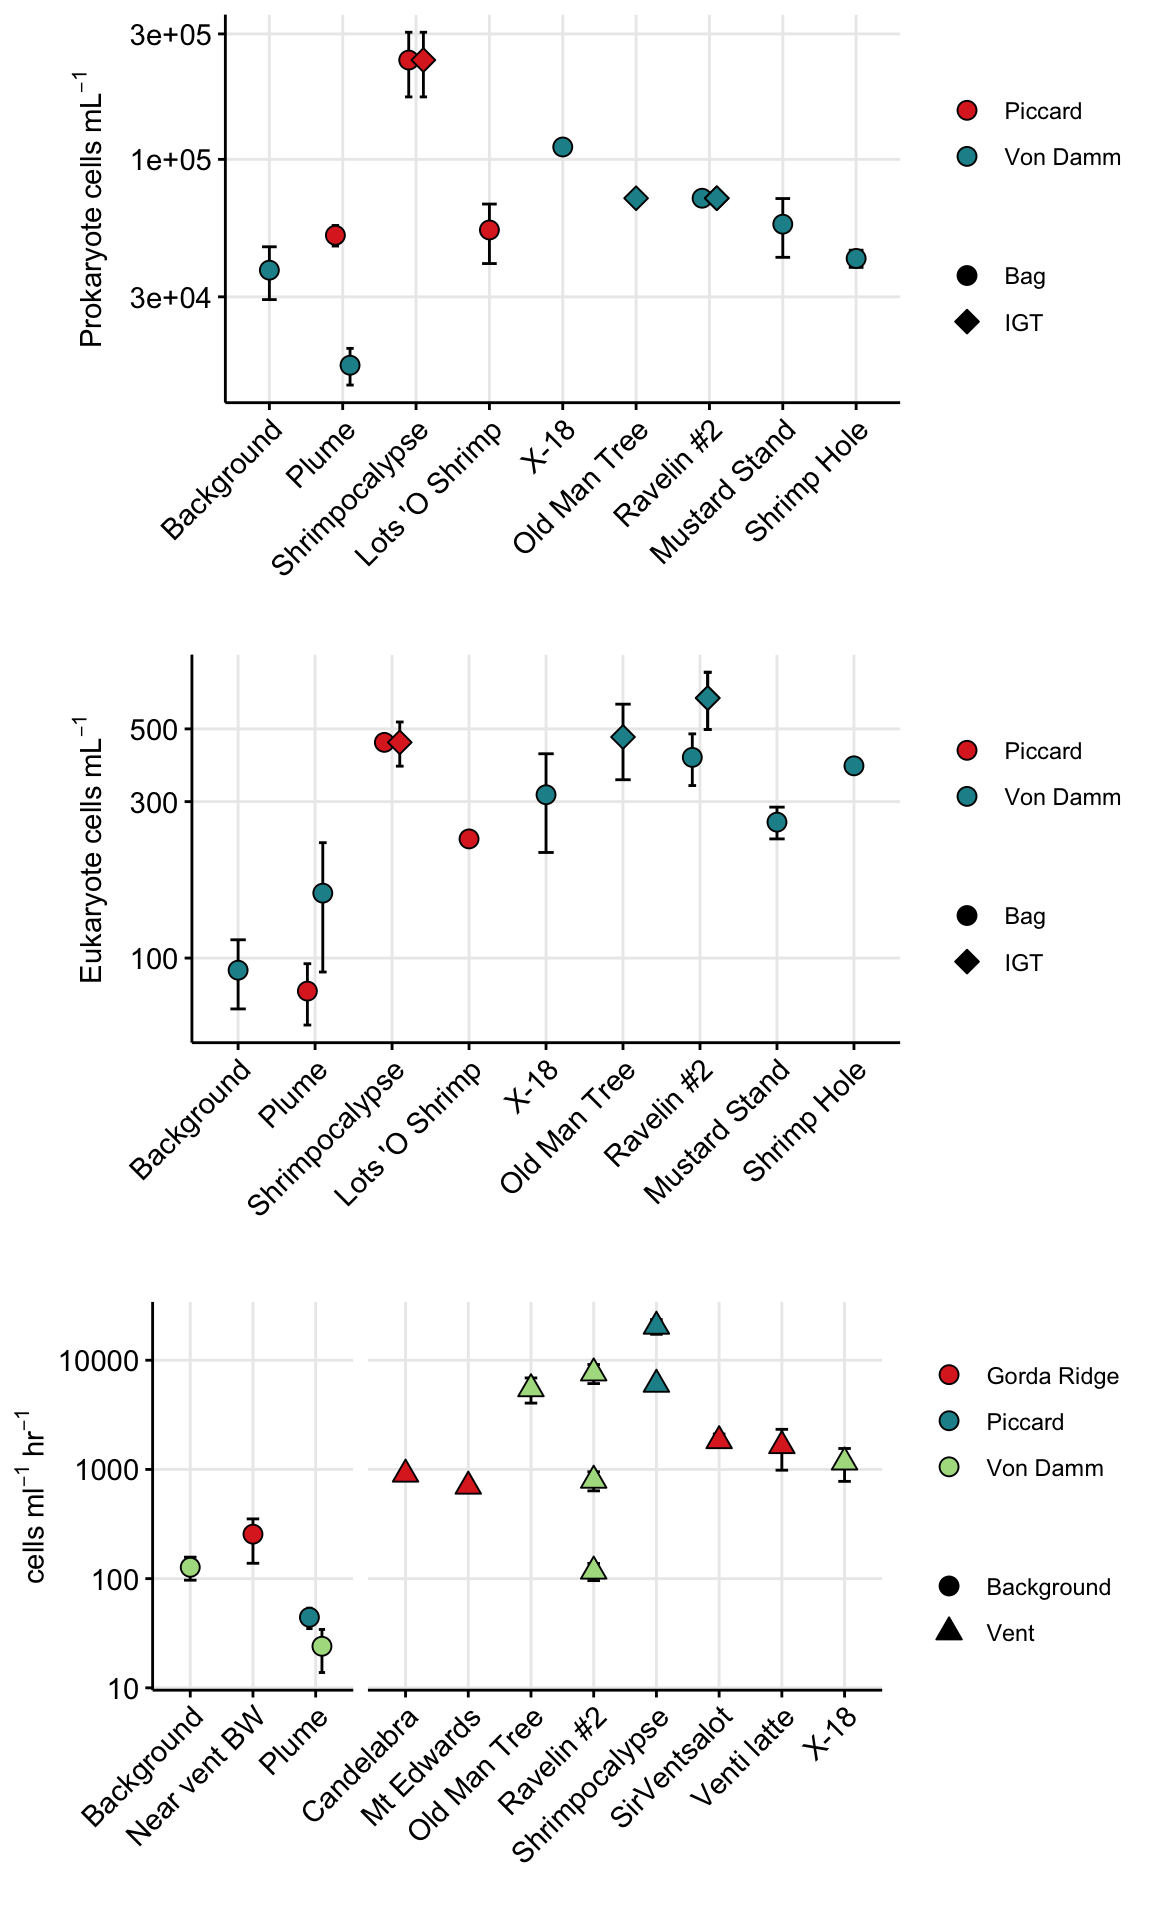 Prokaryote cells mL⁻¹
3e+05
1e+05
3e+04
Background
Plume
Shrimpocalypse
Lots 'O Shrimp
X-18
Old Man Tree
Ravelin #2
Mustard Stand
Shrimp Hole
Piccard
Von Damm
Bag
IGT
Eukaryote cells mL⁻¹
500
300
100
Background
Plume
Shrimpocalypse
Lots 'O Shrimp
X-18
Old Man Tree
Ravelin #2
Mustard Stand
Shrimp Hole
Piccard
Von Damm
Bag
IGT
cells ml⁻¹ hr⁻¹
10000
1000
100
10
Background
Near vent BW
Plume
Candelabra
Mt Edwards
Old Man Tree
Ravelin #2
Shrimpocalypse
SirVentsalot
Venti latte
X-18
Gorda Ridge
Piccard
Von Damm
Background
Vent